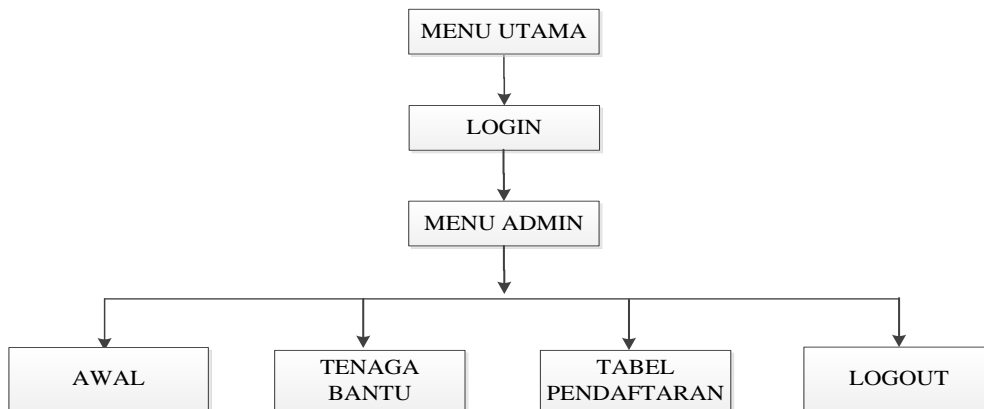 MENU UTAMA
LOGIN
MENU ADMIN
AWAL
TENAGA
BANTU
TABEL
PENDAFTARAN
LOGOUT